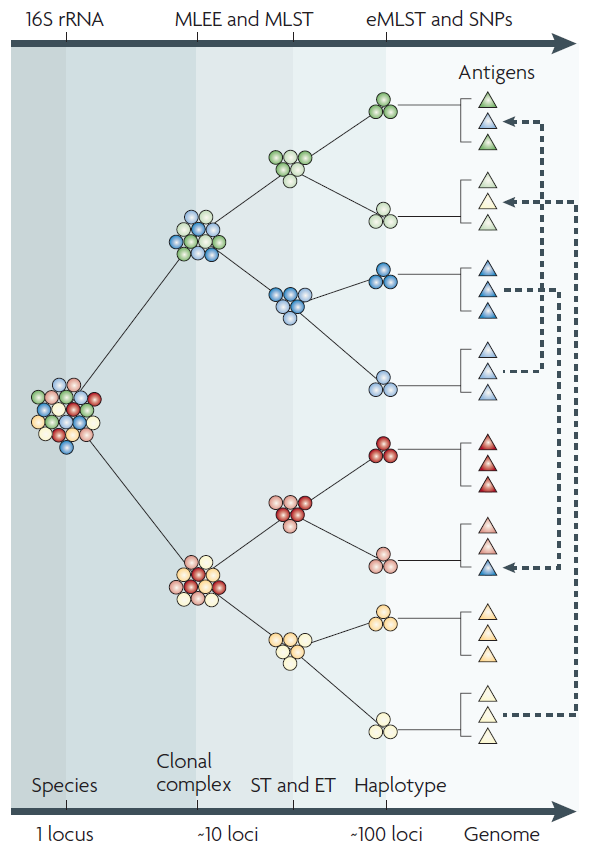 16S rRNA MLEE and MLST eMLST and SNPs
Antigens
Species Clonal complex ST and ET Haplotype
1 locus ~10 loci ~100 loci Genome